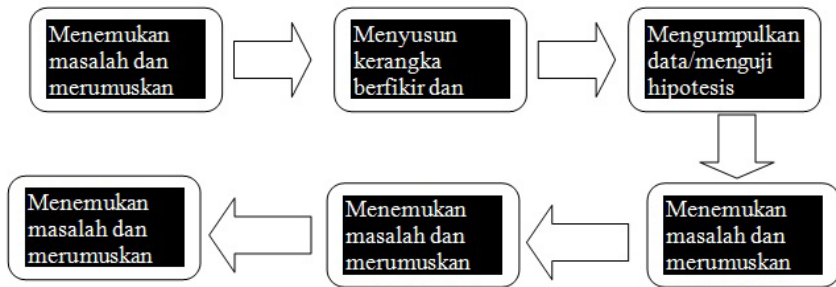 Menemukan
masalah dan
merumuskan
Menyusun
kerangka
berfikir dan
Mengumpulkan
data/menguji
hipotesis
Menemukan
masalah dan
merumuskan
Menemukan
masalah dan
merumuskan
Menemukan
masalah dan
merumuskan